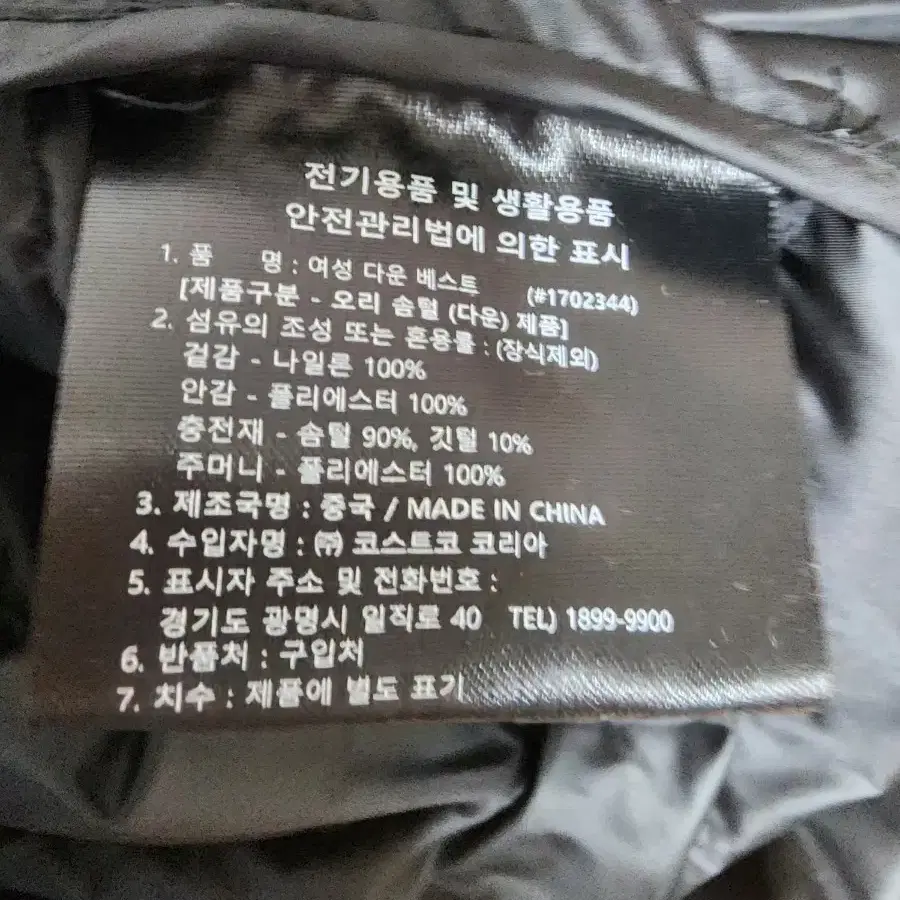 전기용품 및 생활용품
안전관리법에 의한 표시
1. 품 명 : 여성 다운 베스트 (#1702344)
[제품구분 - 오리 솜털 (다운) 제품]
2. 섬유의 조성 또는 혼용률 : (장식제외)
겉감 - 나일론 100%
안감 - 폴리에스터 100%
충전재 - 솜털 90%, 깃털 10%
주머니 - 폴리에스터 100%
3. 제조국명 : 중국 / MADE IN CHINA
4. 수입자명 : ㈜ 코스트코 코리아
5. 표시자 주소 및 전화번호 :
경기도 광명시 일직로 40 TEL) 1899-9900
6. 반품처 : 구입처
7. 치수 : 제품에 별도 표기